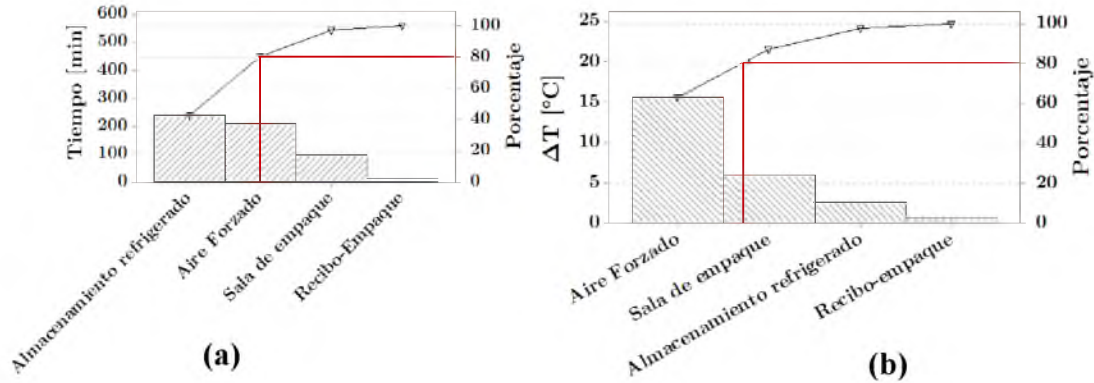 Tiempo [min]
600
500
400
300
200
100
0
100
80
60
40
20
0
Porcentaje
Almacenamiento refrigerado
Aire Forzado
Sala de empaque
Recibo-Empaque
(a)
ΔT [°C]
25
20
15
10
5
0
100
80
60
40
20
0
Porcentaje
Aire Forzado
Sala de empaque
Almacenamiento refrigerado
Recibo-empaque
(b)